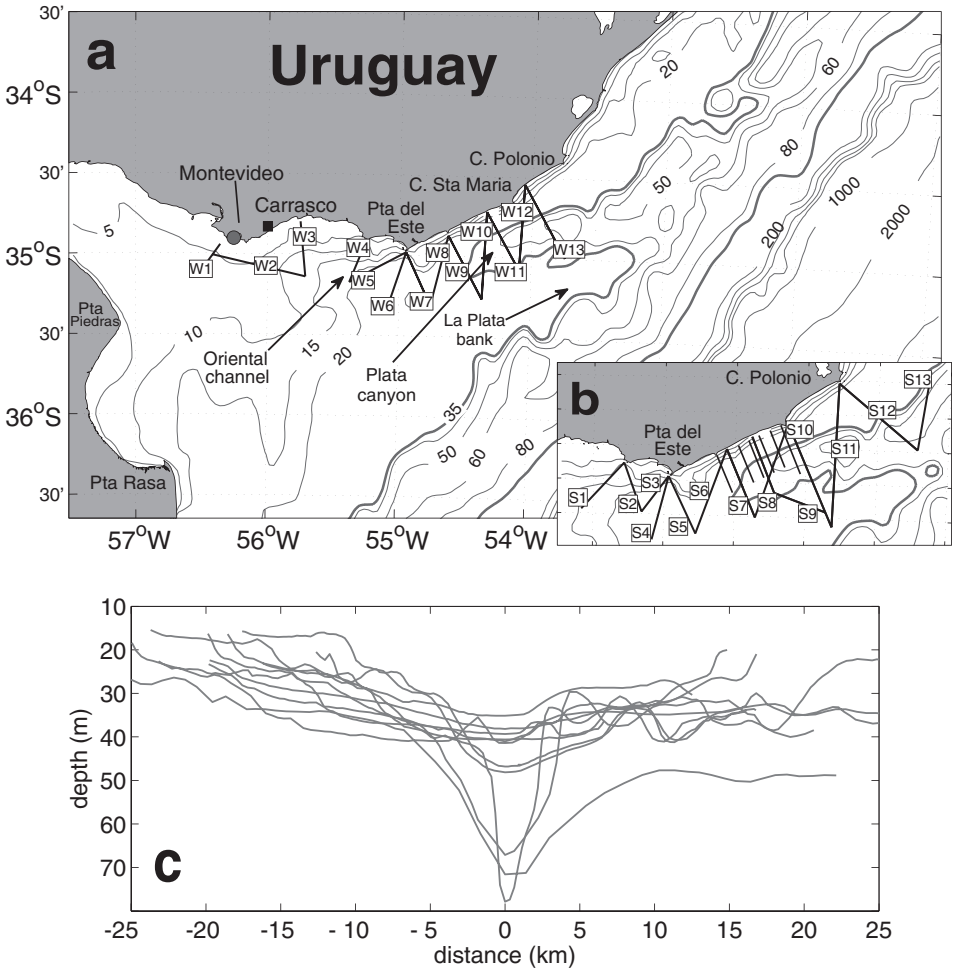 30'
a
Uruguay
20
60
34°S
80
C. Polonio
30'
Montevideo
C. Sta Maria
50
1000
Carrasco
Pta del
Este
W12
2000
5
W3
W10
200
35°S
W4
W8
W13
W1
W2
W5
W9
W11
W6
W7
Pta
Piedras
La Plata
bank
10
15
30'
20
Oriental
channel
Plata
canyon
36°S
35
50
60
80
Pta Rasa
30'
57°W
56°W
55°W
54°W
b
C. Polonio
S13
S12
Pta del
Este
S10
S11
S1
S3
S6
S2
S7
S8
S9
S4
S5
10
20
30
40
50
60
70
depth (m)
c
-25
-20
-15
- 10
- 5
0
5
10
15
20
25
distance (km)